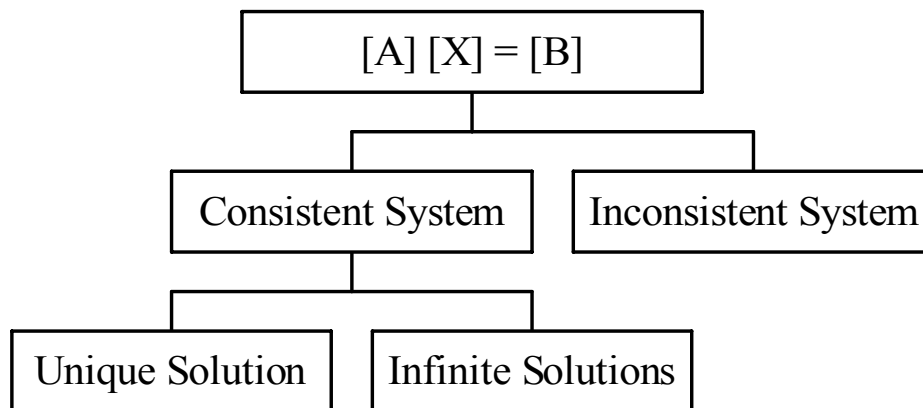 [A] [X] = [B]
Consistent System
Inconsistent System
Unique Solution
Infinite Solutions